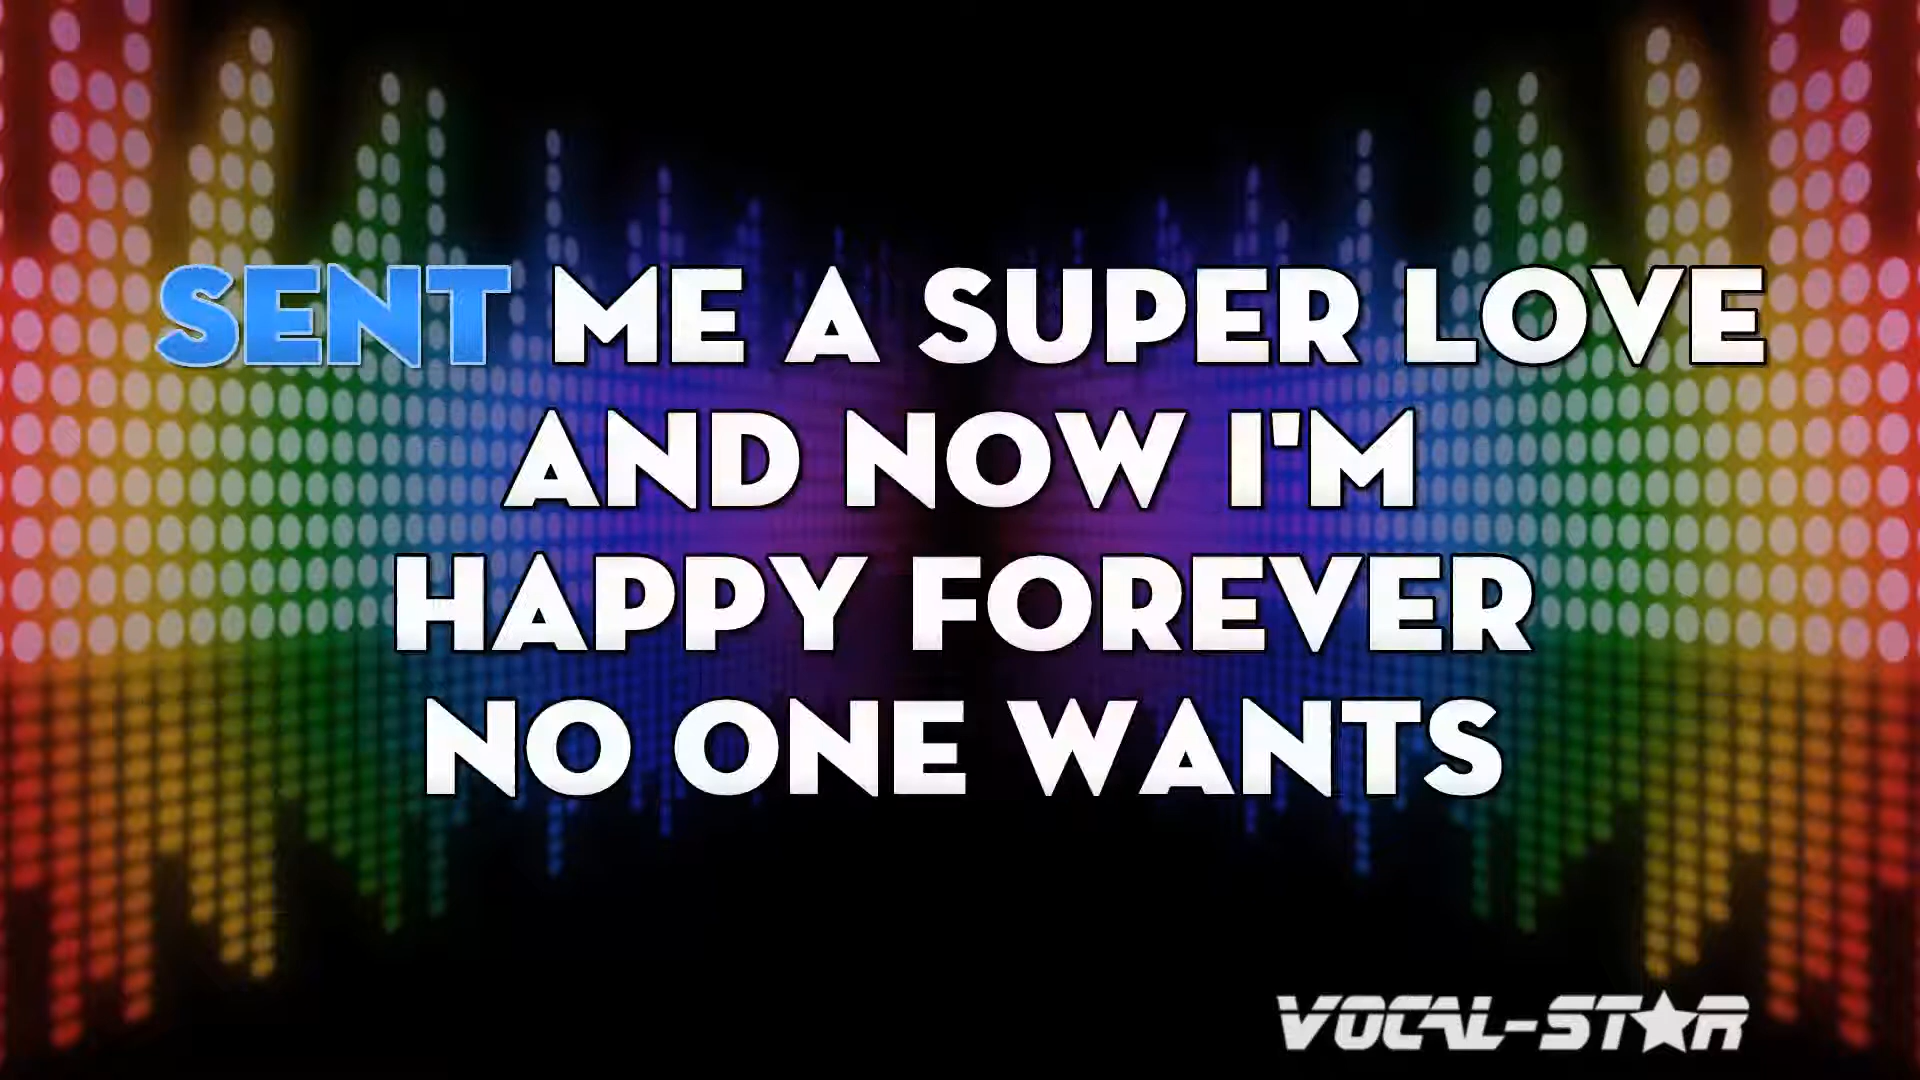 SENT ME A SUPER LOVE
AND NOW I'M
HAPPY FOREVER
NO ONE WANTS
VOCAL-STAR